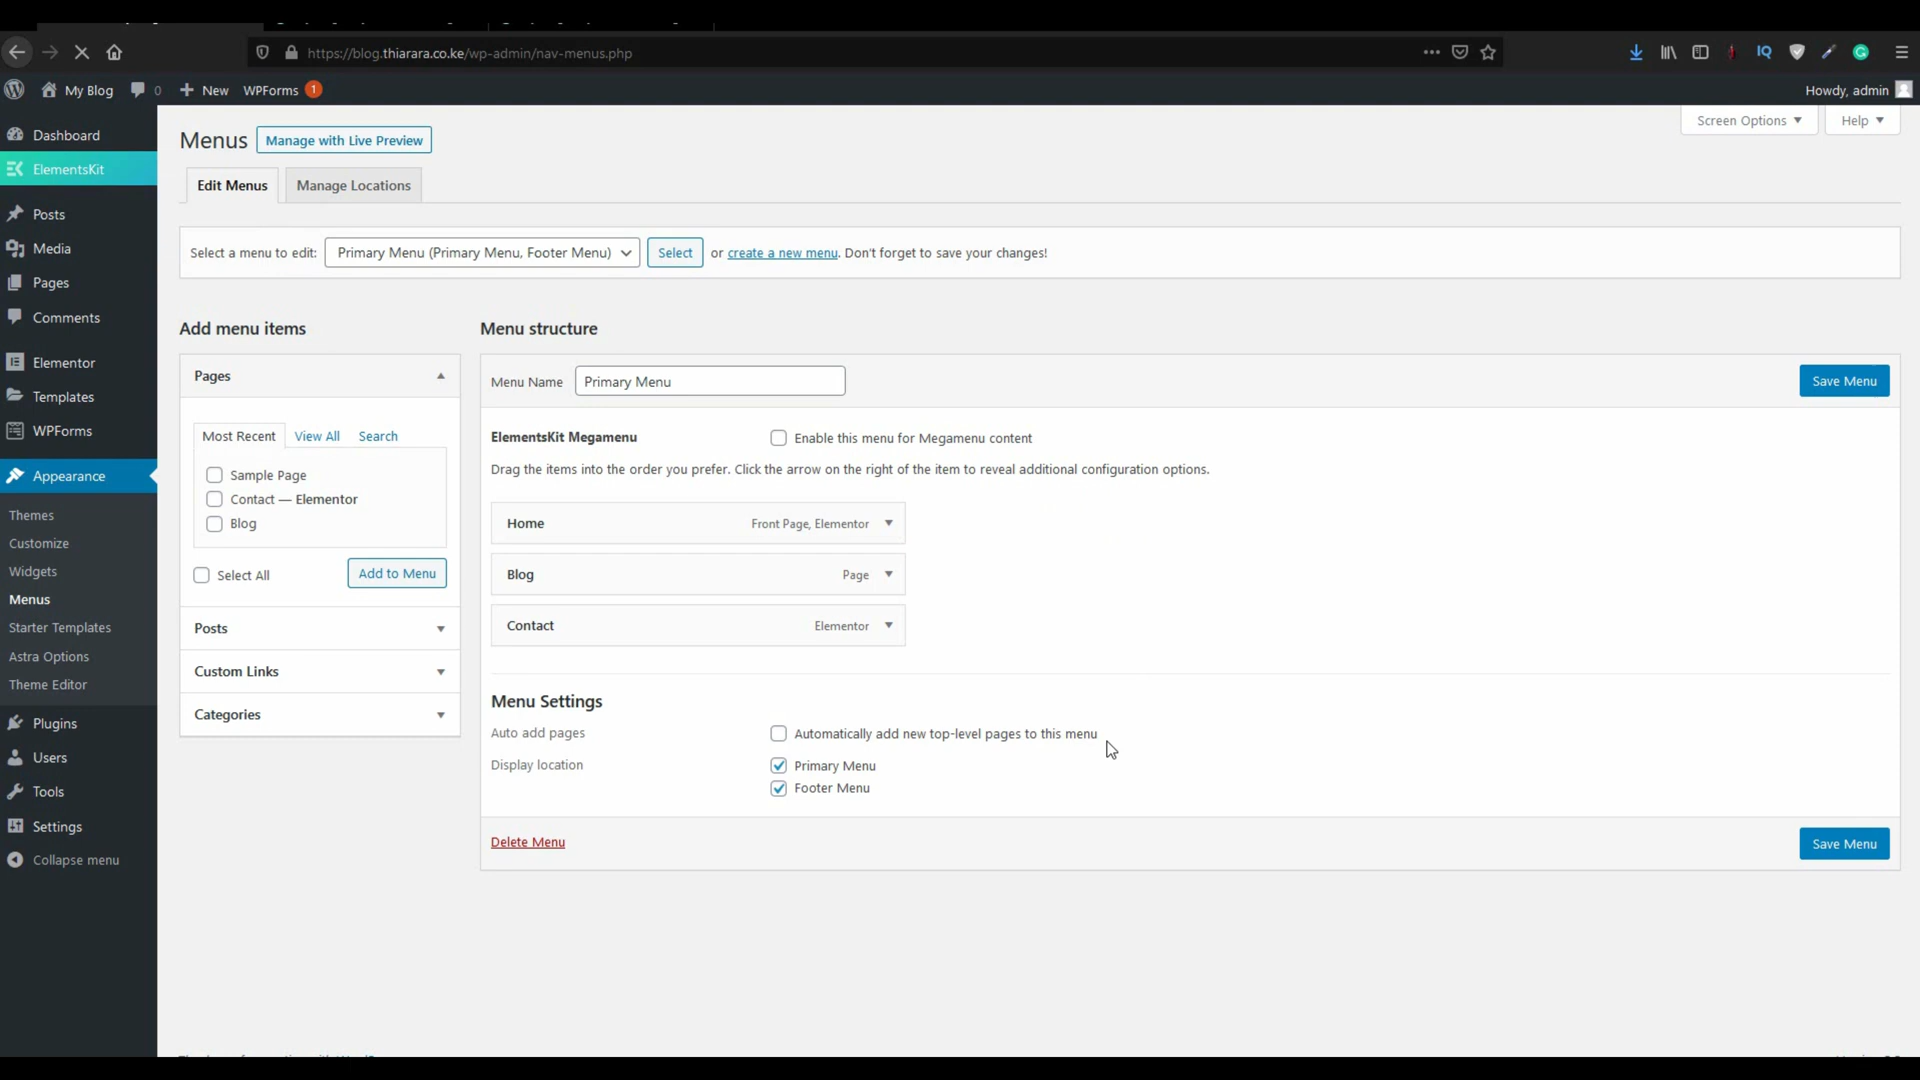 https://blog.thiarara.co.ke/wp-admin/nav-menus.php
IQ
My Blog 0 New WPForms 1
Howdy, admin
Dashboard
ElementsKit
Posts
Media
Pages
Comments
Elementor
Templates
WPForms
Appearance
Themes
Customize
Widgets
Menus
Starter Templates
Astra Options
Theme Editor
Plugins
Users
Tools
Settings
Collapse menu
Screen Options
Help
Menus
Manage with Live Preview
Edit Menus
Manage Locations
Select a menu to edit: Primary Menu (Primary Menu, Footer Menu) Select or create a new menu. Don't forget to save your changes!
Add menu items
Pages
Most Recent View All Search
Sample Page
Contact — Elementor
Blog
Select All
Add to Menu
Posts
Custom Links
Categories
Menu structure
Menu Name Primary Menu
Save Menu
ElementsKit Megamenu
Enable this menu for Megamenu content
Drag the items into the order you prefer. Click the arrow on the right of the item to reveal additional configuration options.
Home Front Page, Elementor
Blog Page
Contact Elementor
Menu Settings
Auto add pages
Automatically add new top-level pages to this menu
Display location
Primary Menu
Footer Menu
Delete Menu
Save Menu